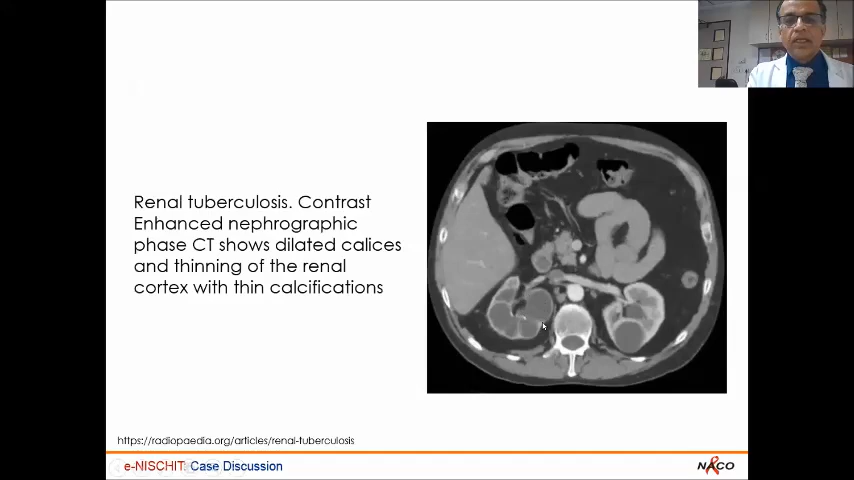 Renal tuberculosis. Contrast
Enhanced nephrographic
phase CT shows dilated calices
and thinning of the renal
cortex with thin calcifications
https://radiopaedia.org/articles/renal-tuberculosis
e-NISCHIT: Case Discussion
NACO